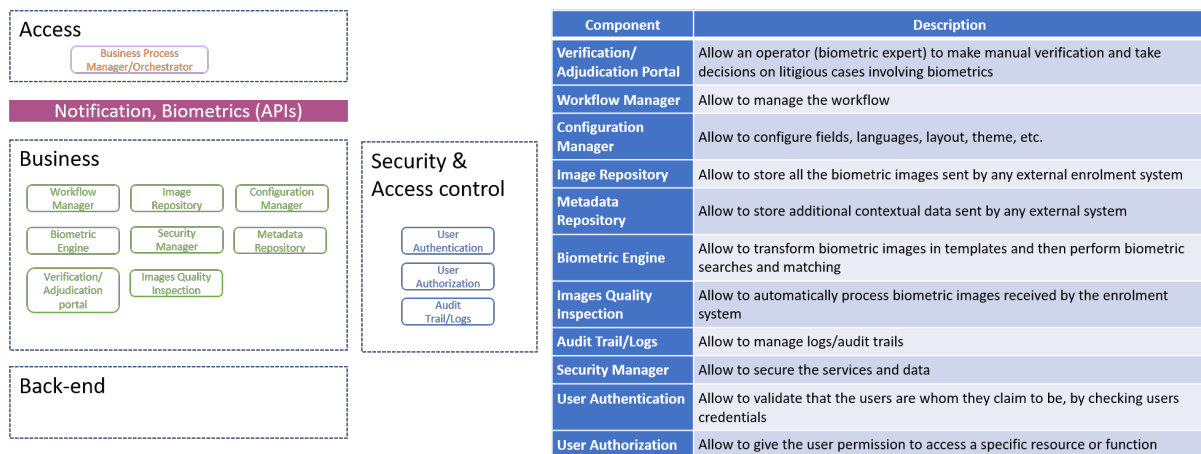 Access
Business Process
Manager/Orchestrator
Notification, Biometrics (APIs)
Business
Workflow
Manager
Image
Repository
Configuration
Manager
Biometric
Engine
Security
Manager
Metadata
Repository
Verification/
Adjudication
portal
Images Quality
Inspection
Back-end
Security &
Access control
User
Authentication
User
Authorization
Audit
Trail/Logs
Component
Description
Verification/
Adjudication Portal
Allow an operator (biometric expert) to make manual verification and take
decisions on litigious cases involving biometrics
Workflow Manager
Allow to manage the workflow
Configuration
Manager
Allow to configure fields, languages, layout, theme, etc.
Image Repository
Allow to store all the biometric images sent by any external enrolment system
Metadata
Repository
Allow to store additional contextual data sent by any external system
Biometric Engine
Allow to transform biometric images in templates and then perform biometric
searches and matching
Images Quality
Inspection
Allow to automatically process biometric images received by the enrolment
system
Audit Trail/Logs
Allow to manage logs/audit trails
Security Manager
Allow to secure the services and data
User Authentication
Allow to validate that the users are whom they claim to be, by checking users
credentials
User Authorization
Allow to give the user permission to access a specific resource or function